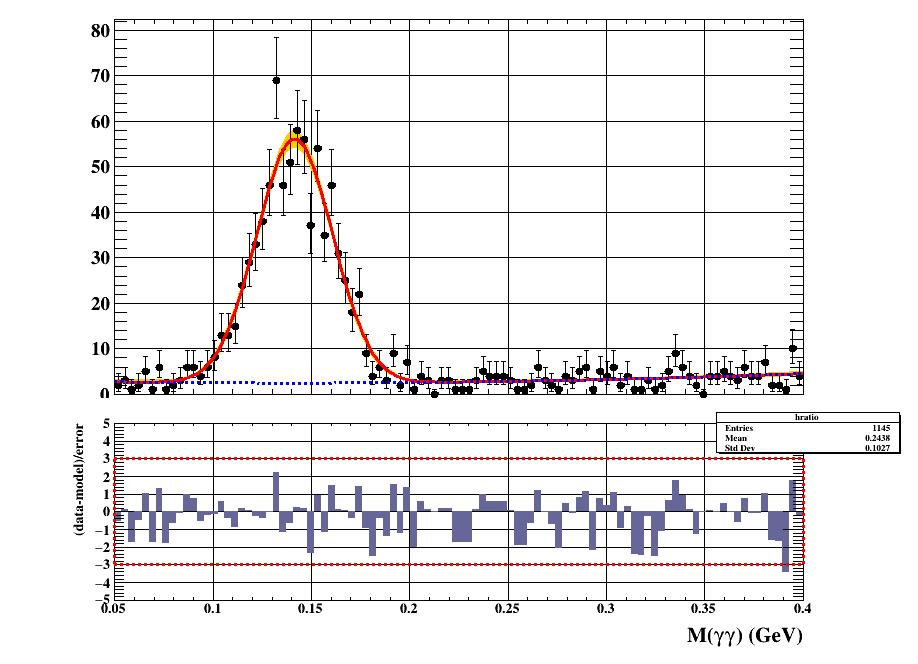 80
70
60
50
40
30
20
10
0
hratio
Entries 1145
Mean 0.2438
Std Dev 0.1027
(data-model)/error
5
4
3
2
1
0
−1
−2
−3
−4
−5
0.05 0.1 0.15 0.2 0.25 0.3 0.35 0.4
M(γγ) (GeV)